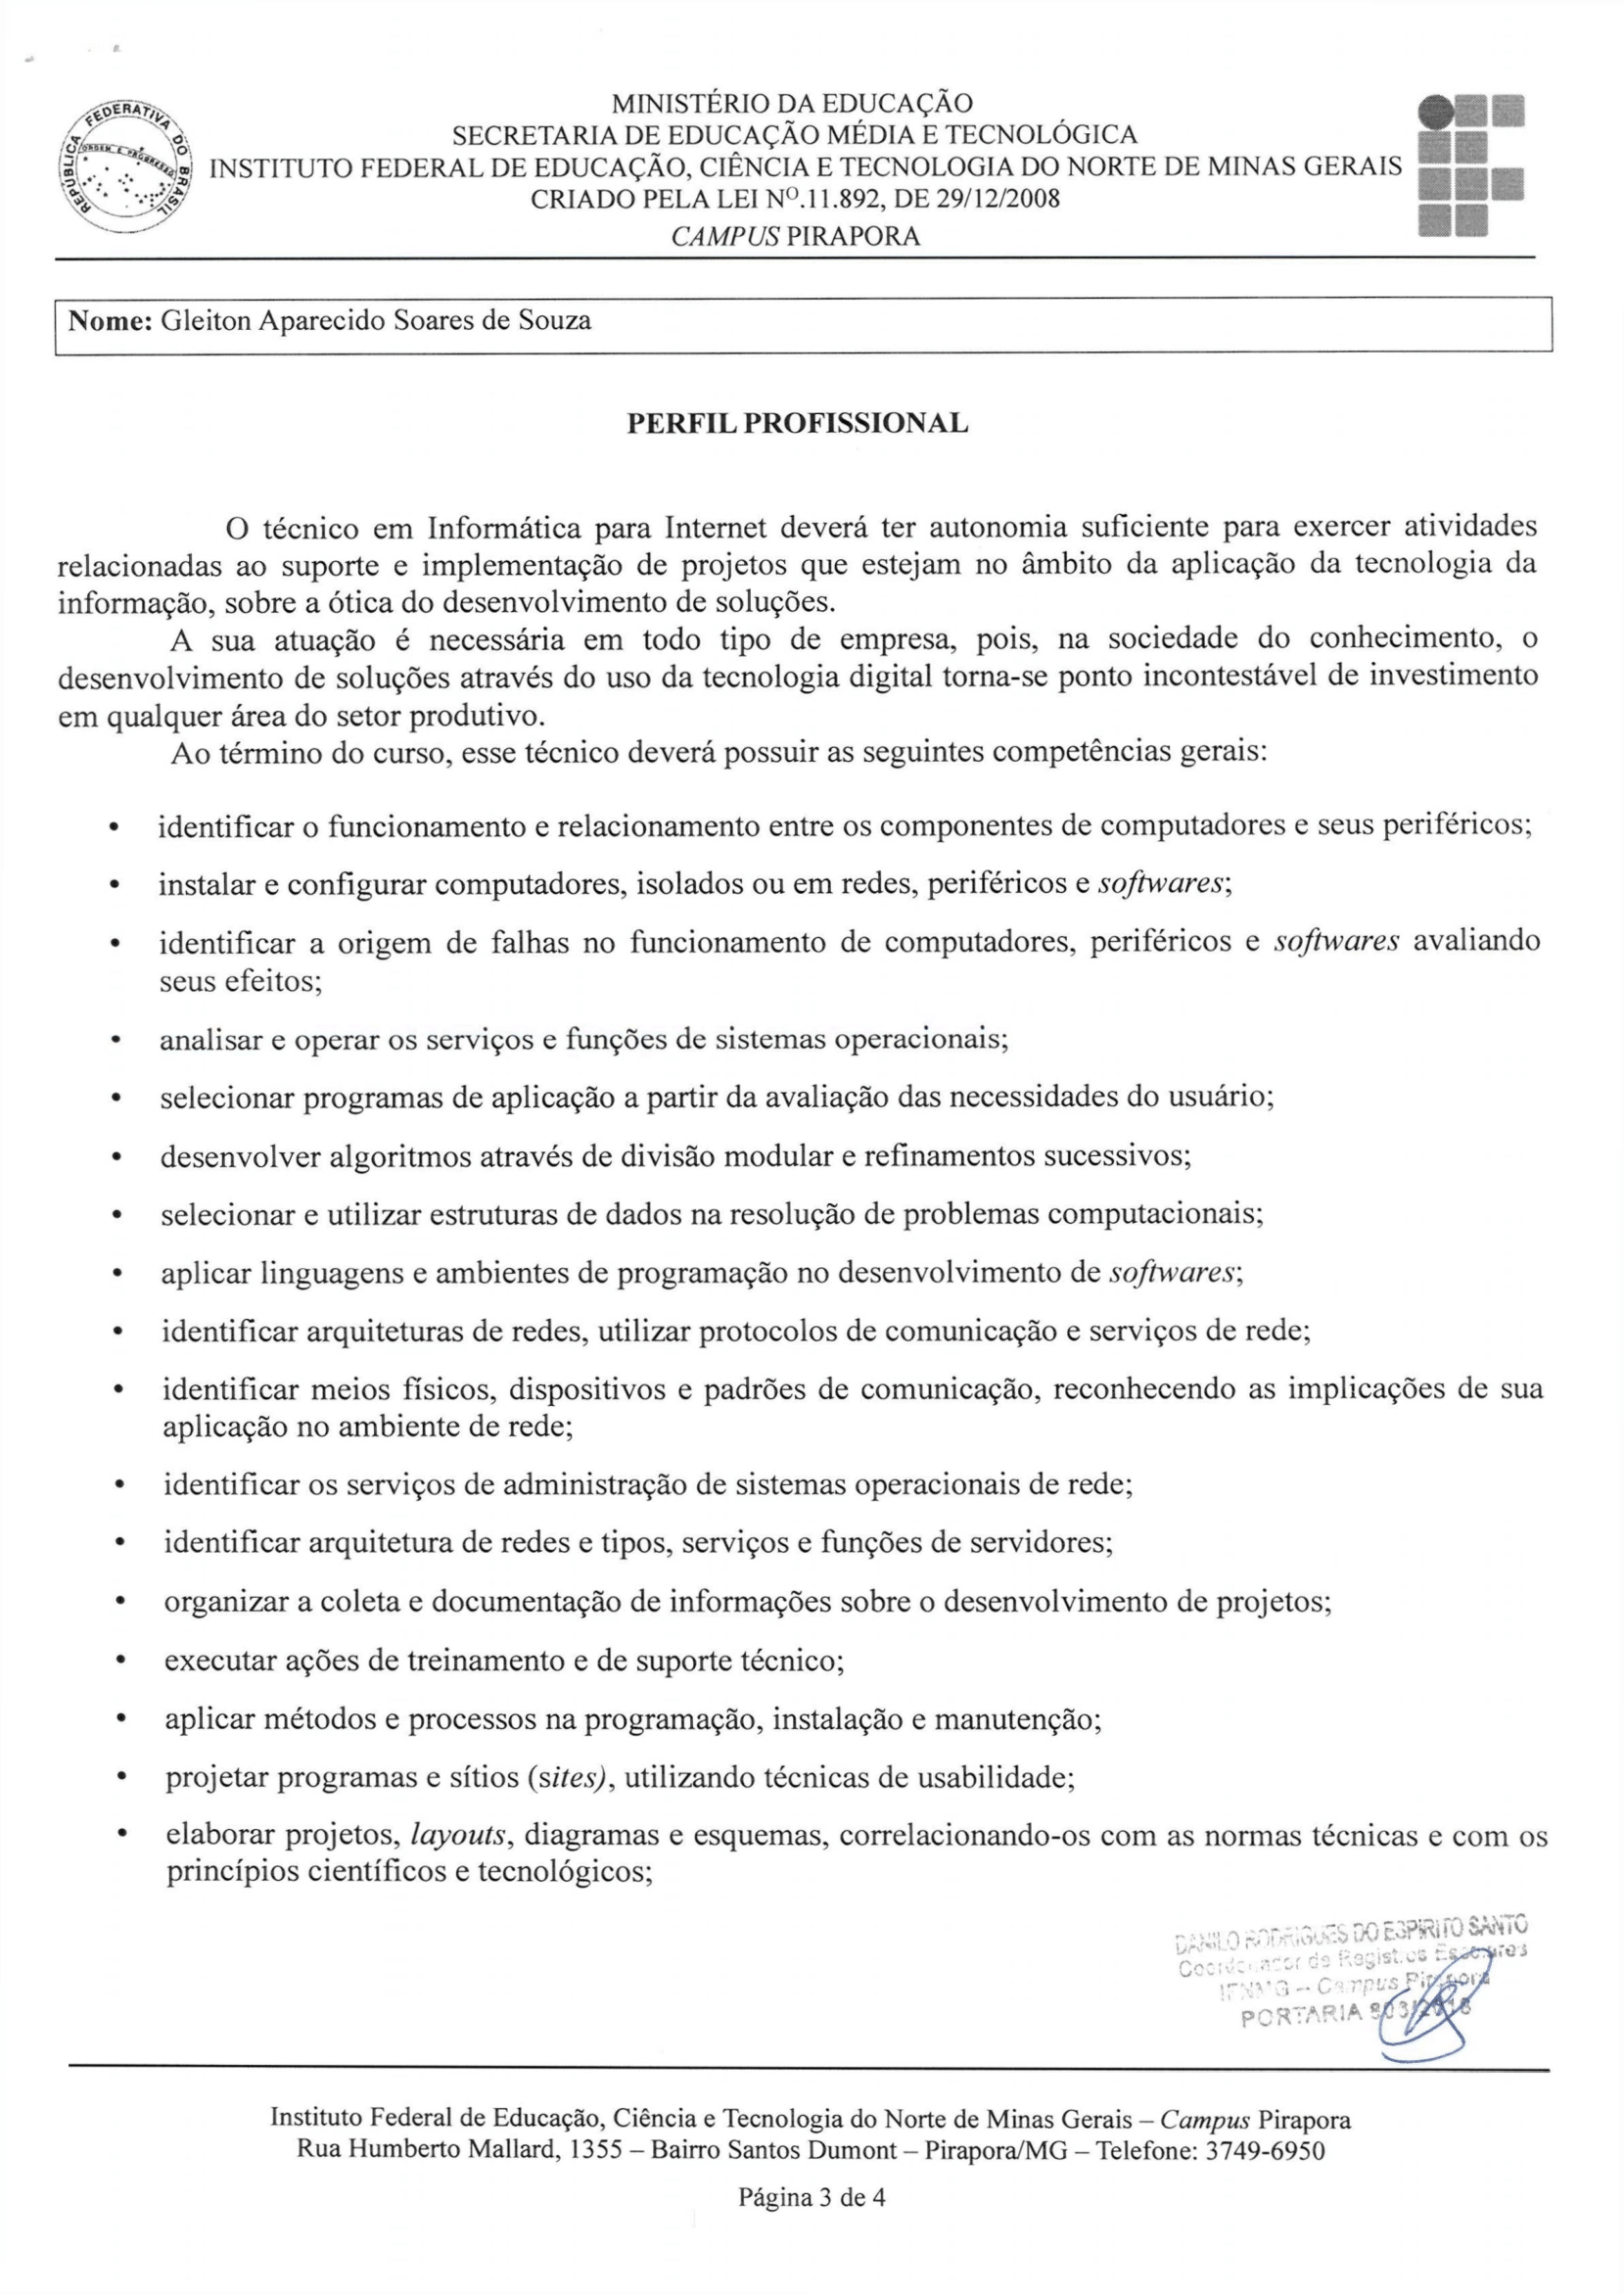 REPÚBLICA FEDERATIVA DO BRASIL
ORDEM E PROGRESSO
MINISTÉRIO DA EDUCAÇÃO
SECRETARIA DE EDUCAÇÃO MÉDIA E TECNOLÓGICA
INSTITUTO FEDERAL DE EDUCAÇÃO, CIÊNCIA E TECNOLOGIA DO NORTE DE MINAS GERAIS
CRIADO PELA LEI Nº.11.892, DE 29/12/2008
CAMPUS PIRAPORA
Nome: Gleiton Aparecido Soares de Souza
PERFIL PROFISSIONAL
O técnico em Informática para Internet deverá ter autonomia suficiente para exercer atividades
relacionadas ao suporte e implementação de projetos que estejam no âmbito da aplicação da tecnologia da
informação, sobre a ótica do desenvolvimento de soluções.
A sua atuação é necessária em todo tipo de empresa, pois, na sociedade do conhecimento, o
desenvolvimento de soluções através do uso da tecnologia digital torna-se ponto incontestável de investimento
em qualquer área do setor produtivo.
Ao término do curso, esse técnico deverá possuir as seguintes competências gerais:
• identificar o funcionamento e relacionamento entre os componentes de computadores e seus periféricos;
• instalar e configurar computadores, isolados ou em redes, periféricos e softwares;
• identificar a origem de falhas no funcionamento de computadores, periféricos e softwares avaliando
seus efeitos;
• analisar e operar os serviços e funções de sistemas operacionais;
• selecionar programas de aplicação a partir da avaliação das necessidades do usuário;
• desenvolver algoritmos através de divisão modular e refinamentos sucessivos;
• selecionar e utilizar estruturas de dados na resolução de problemas computacionais;
• aplicar linguagens e ambientes de programação no desenvolvimento de softwares;
• identificar arquiteturas de redes, utilizar protocolos de comunicação e serviços de rede;
• identificar meios físicos, dispositivos e padrões de comunicação, reconhecendo as implicações de sua
aplicação no ambiente de rede;
• identificar os serviços de administração de sistemas operacionais de rede;
• identificar arquitetura de redes e tipos, serviços e funções de servidores;
• organizar a coleta e documentação de informações sobre o desenvolvimento de projetos;
• executar ações de treinamento e de suporte técnico;
• aplicar métodos e processos na programação, instalação e manutenção;
• projetar programas e sítios (sites), utilizando técnicas de usabilidade;
• elaborar projetos, layouts, diagramas e esquemas, correlacionando-os com as normas técnicas e com os
princípios científicos e tecnológicos;
DANILO RODRIGUES DO ESPIRITO SANTO
Coordenador de Registros Escolares
IFNMG – Campus Pirapora
PORTARIA 803/2016
Instituto Federal de Educação, Ciência e Tecnologia do Norte de Minas Gerais – Campus Pirapora
Rua Humberto Mallard, 1355 – Bairro Santos Dumont – Pirapora/MG – Telefone: 3749-6950
Página 3 de 4